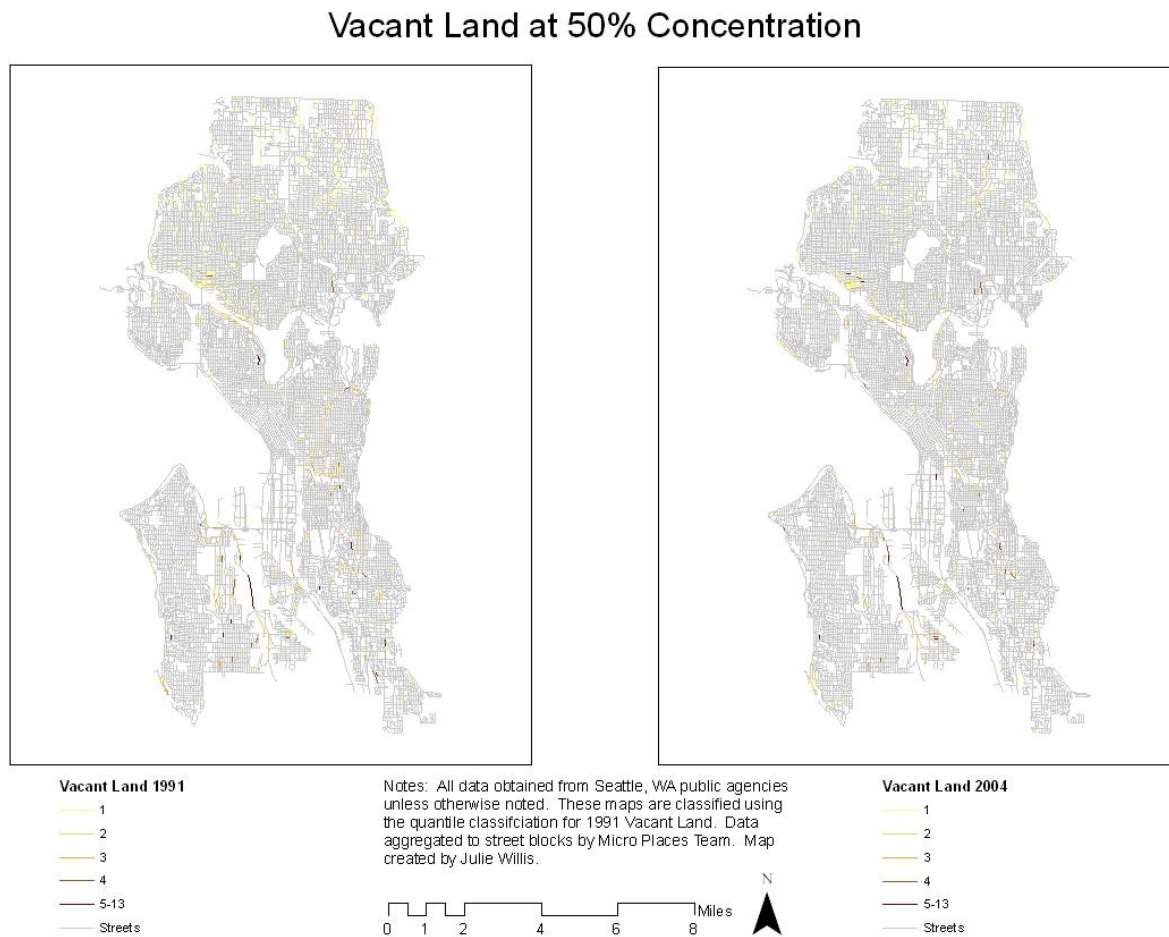 Vacant Land at 50% Concentration
Vacant Land 1991
1
2
3
4
5-13
Streets
Notes: All data obtained from Seattle, WA public agencies
unless otherwise noted. These maps are classified using
the quantile classifciation for 1991 Vacant Land. Data
aggregated to street blocks by Micro Places Team. Map
created by Julie Willis.
N
Miles
0 1 2 4 6 8
Vacant Land 2004
1
2
3
4
5-13
Streets